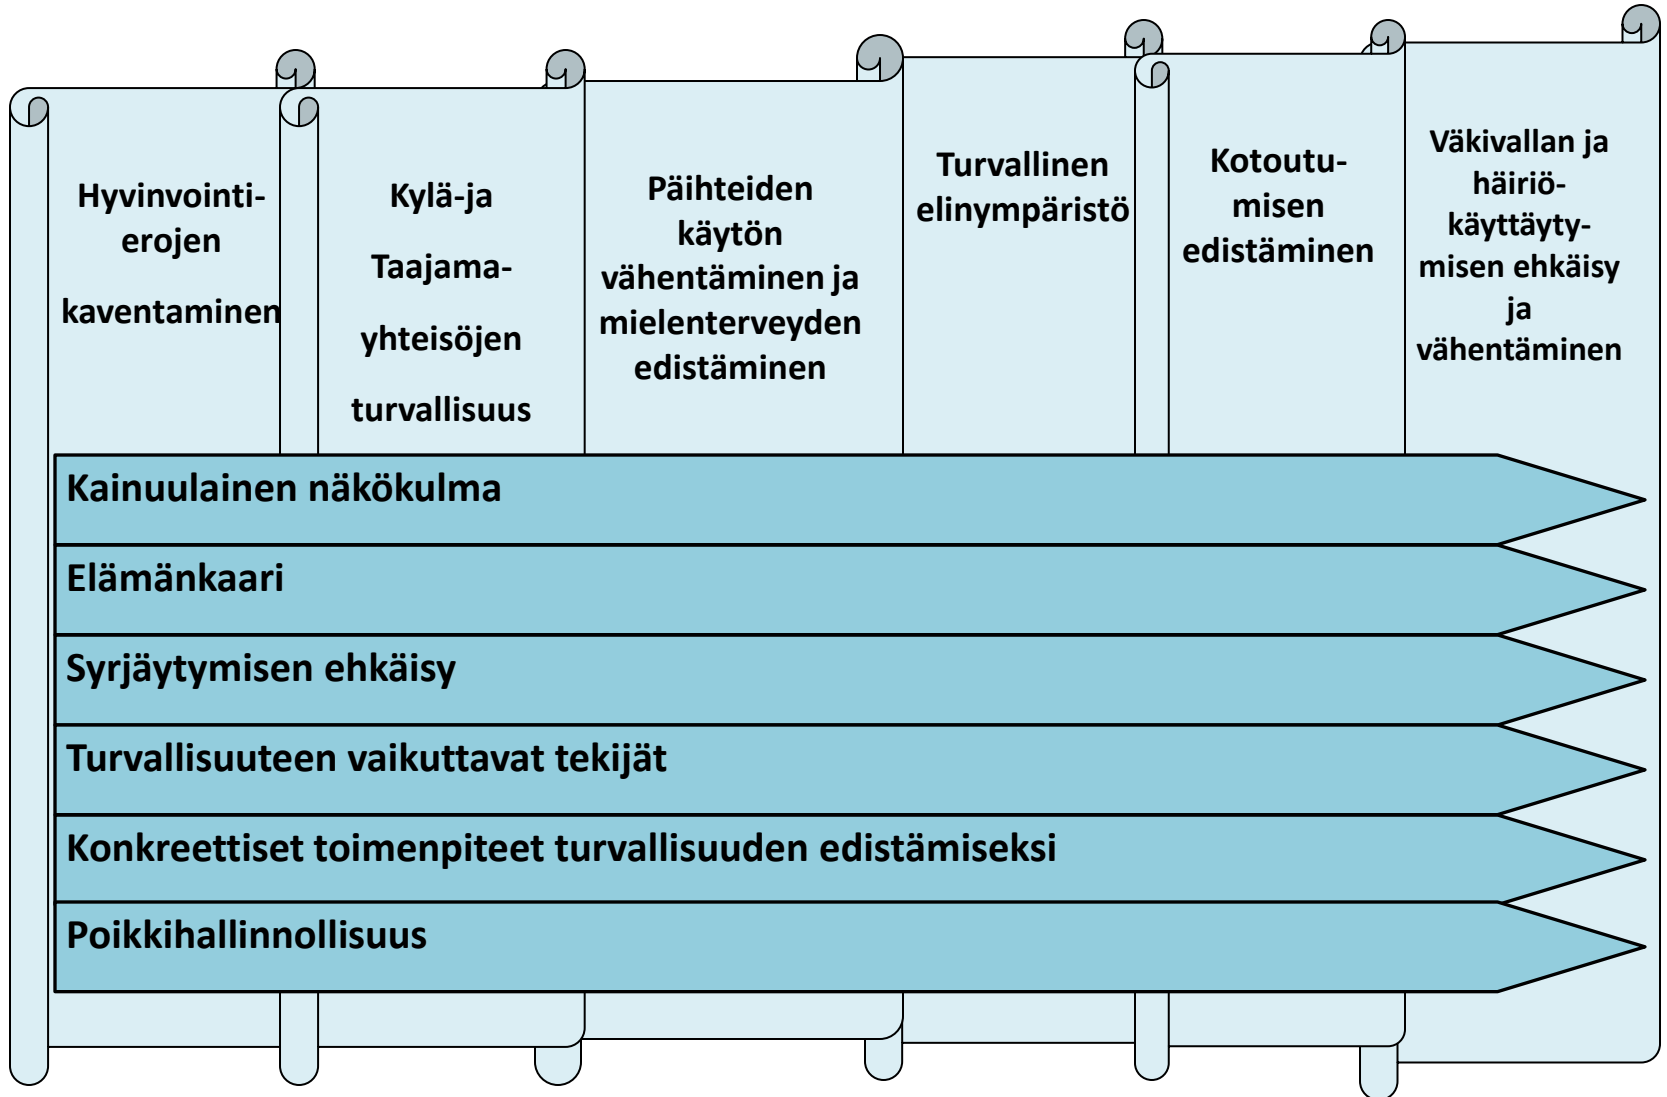 Hyvinvointi-
erojen
kaventaminen
Kylä-ja
Taajama-
yhteisöjen
turvallisuus
Päihteiden
käytön
vähentäminen ja
mielenterveyden
edistäminen
Turvallinen
elinympäristö
Kotoutu-
misen
edistäminen
Väkivallan ja
häiriö-
käyttäyty-
misen ehkäisy
ja
vähentäminen
Kainuulainen näkökulma
Elämänkaari
Syrjäytymisen ehkäisy
Turvallisuuteen vaikuttavat tekijät
Konkreettiset toimenpiteet turvallisuuden edistämiseksi
Poikkihallinnollisuus